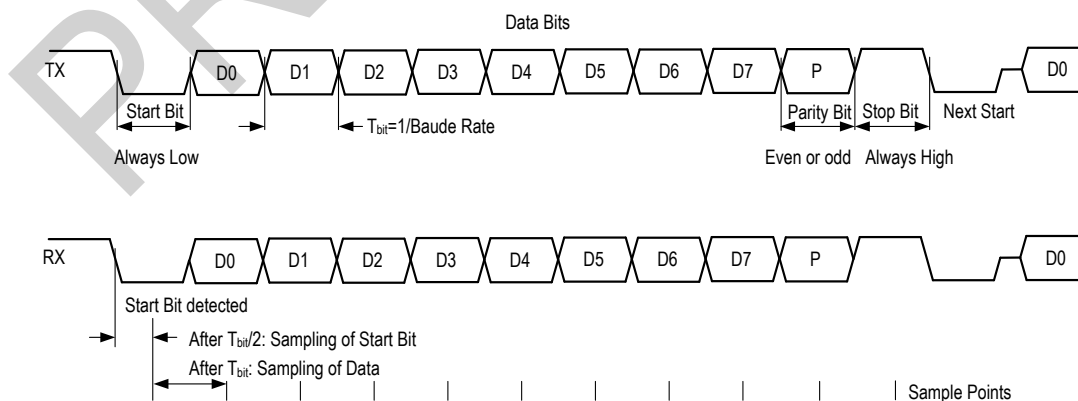 Data Bits
TX D0 D1 D2 D3 D4 D5 D6 D7 P D0
Start Bit Parity Bit Stop Bit Next Start
Tbit=1/Baude Rate
Always Low Even or odd Always High
RX D0 D1 D2 D3 D4 D5 D6 D7 P D0
Start Bit detected
After Tbit/2: Sampling of Start Bit
After Tbit: Sampling of Data
Sample Points